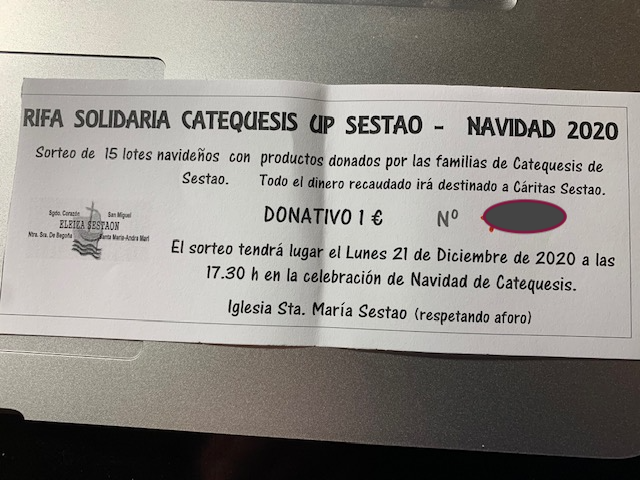 RIFA SOLIDARIA CATEQUESIS UP SESTAO - NAVIDAD 2020
Sorteo de 15 lotes navideños con productos donados por las familias de Catequesis de
Sestao. Todo el dinero recaudado irá destinado a Cáritas Sestao.
DONATIVO 1 € Nº
Sgdo. Corazón San Miguel
ELEIZA SESTAON
Ntra. Sra. De Begoña Santa María-Andra Mari
El sorteo tendrá lugar el Lunes 21 de Diciembre de 2020 a las
17.30 h en la celebración de Navidad de Catequesis.
Iglesia Sta. María Sestao (respetando aforo)